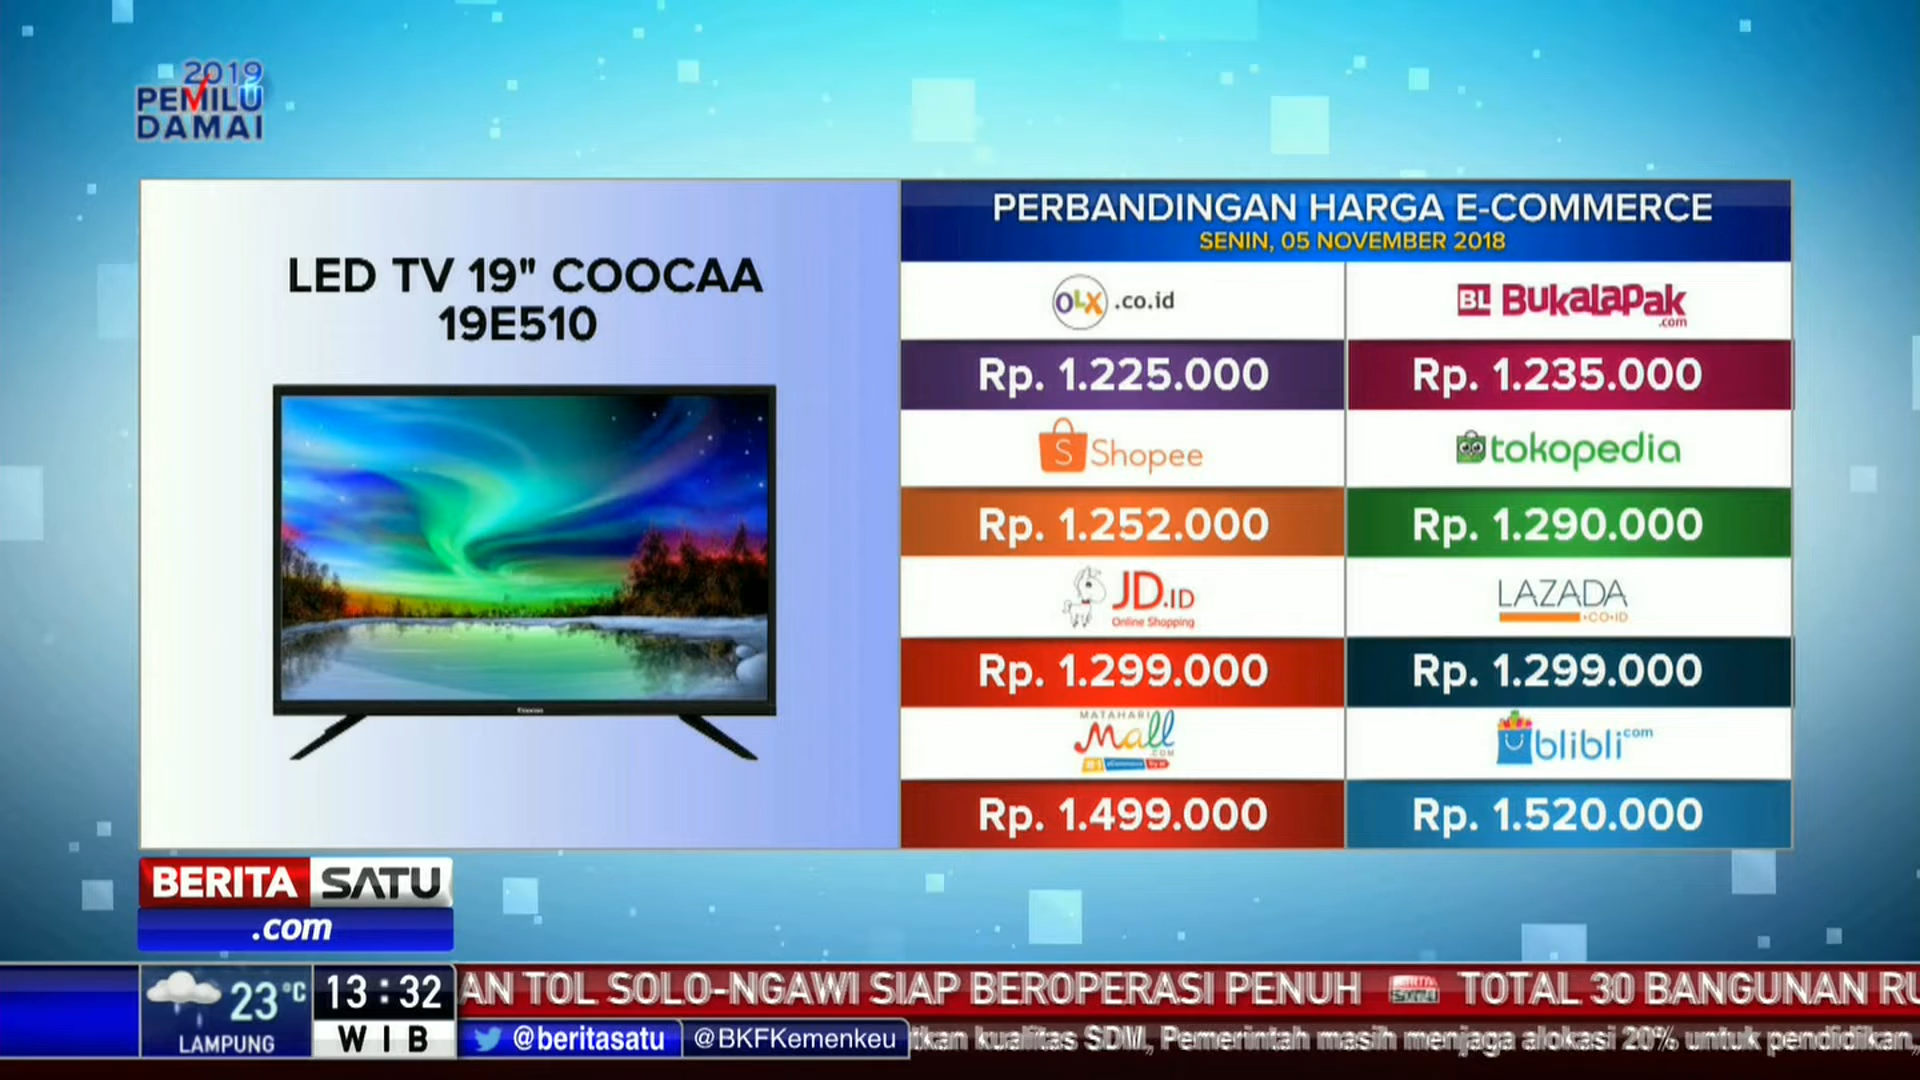 2019
PEMILU
DAMAI
LED TV 19" COOCAA
19E510
Coocaa
PERBANDINGAN HARGA E-COMMERCE
SENIN, 05 NOVEMBER 2018
OLX.co.id
BL BUKALAPAK.com
Rp. 1.225.000
Rp. 1.235.000
S Shopee
tokopedia
Rp. 1.252.000
Rp. 1.290.000
JD.ID
Online Shopping
LAZADA
.CO.ID
Rp. 1.299.000
Rp. 1.299.000
MATAHARI
Mall
.COM
#1 eCommerce
blibli.com
Rp. 1.499.000
Rp. 1.520.000
BERITA SATU
.com
23°C
LAMPUNG
13:32
WIB
AN TOL SOLO-NGAWI SIAP BEROPERASI PENUH BERITA SATU TOTAL 30 BANGUNAN RU
@beritasatu @BKFKemenkeu tkan kualitas SDM, Pemerintah masih menjaga alokasi 20% untuk pendidikan,